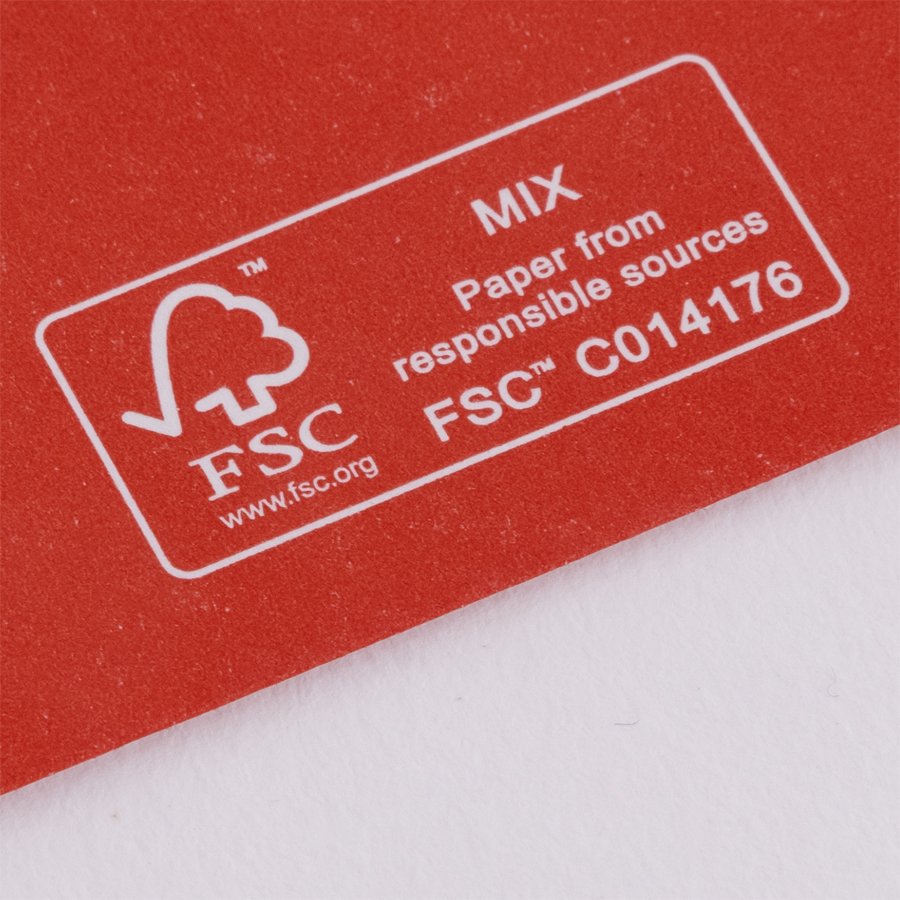 MIX
Paper from
responsible sources
FSC™ C014176
™
FSC
www.fsc.org